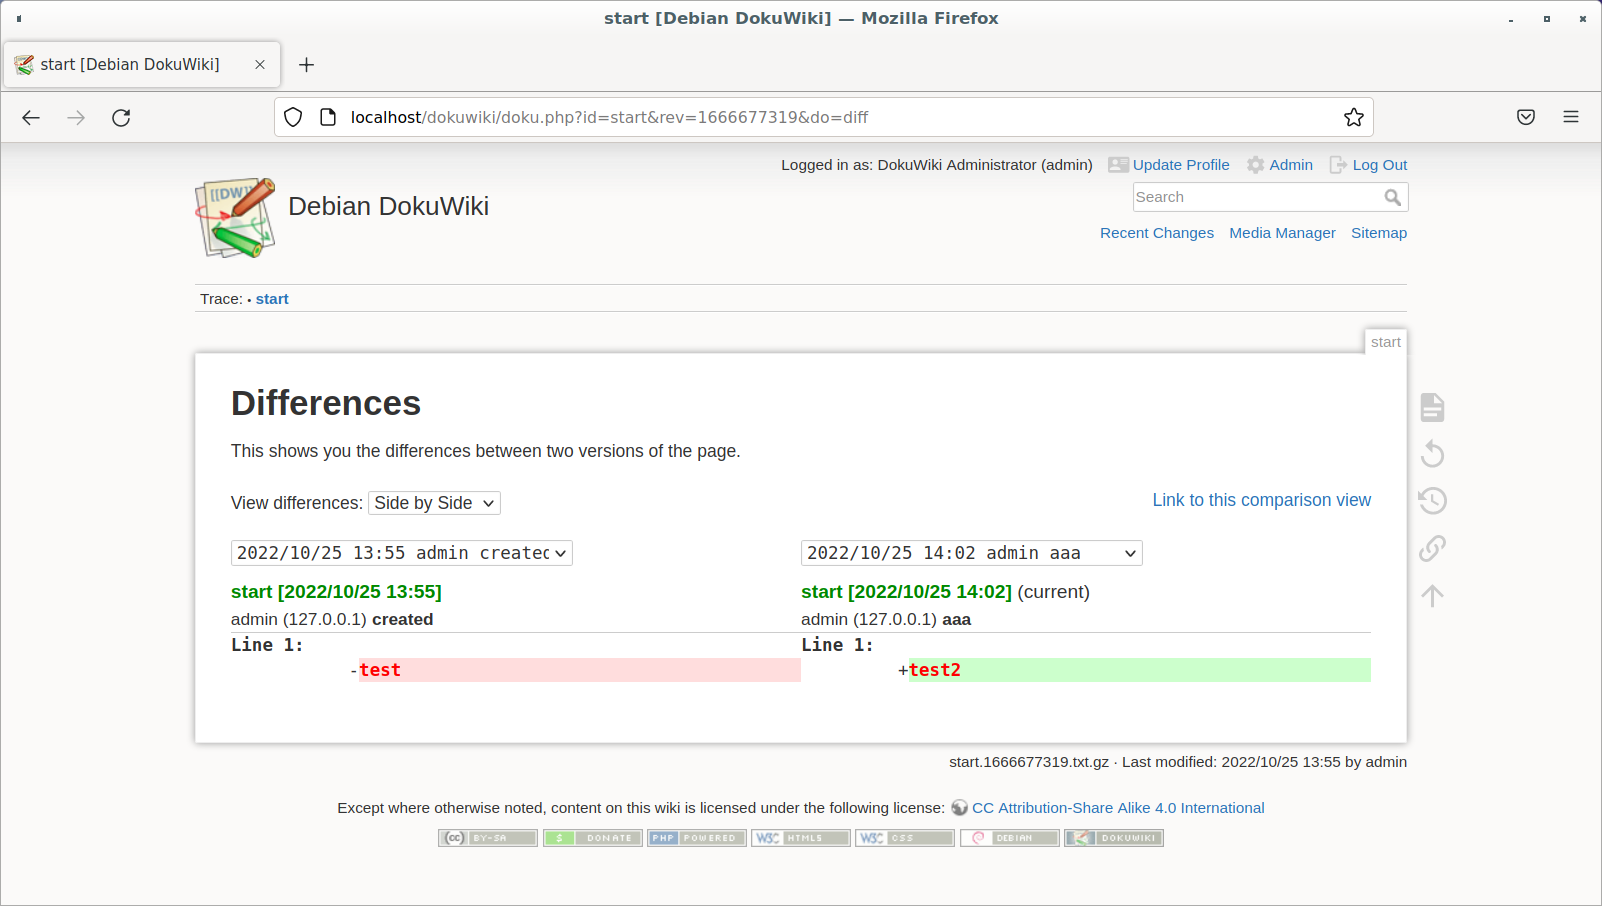 start [Debian DokuWiki] — Mozilla Firefox
start [Debian DokuWiki]
localhost/dokuwiki/doku.php?id=start&rev=1666677319&do=diff
Logged in as: DokuWiki Administrator (admin) Update Profile Admin Log Out
[[DW]]
Debian DokuWiki
Search
Recent Changes Media Manager Sitemap
Trace: • start
start
Differences
This shows you the differences between two versions of the page.
View differences: Side by Side
Link to this comparison view
2022/10/25 13:55 admin created 2022/10/25 14:02 admin aaa
start [2022/10/25 13:55] start [2022/10/25 14:02] (current)
admin (127.0.0.1) created admin (127.0.0.1) aaa
Line 1: Line 1:
-test +test2
start.1666677319.txt.gz · Last modified: 2022/10/25 13:55 by admin
Except where otherwise noted, content on this wiki is licensed under the following license: CC Attribution-Share Alike 4.0 International
(cc) BY-SA $ DONATE PHP POWERED W3C HTML5 W3C CSS DEBIAN DOKUWIKI